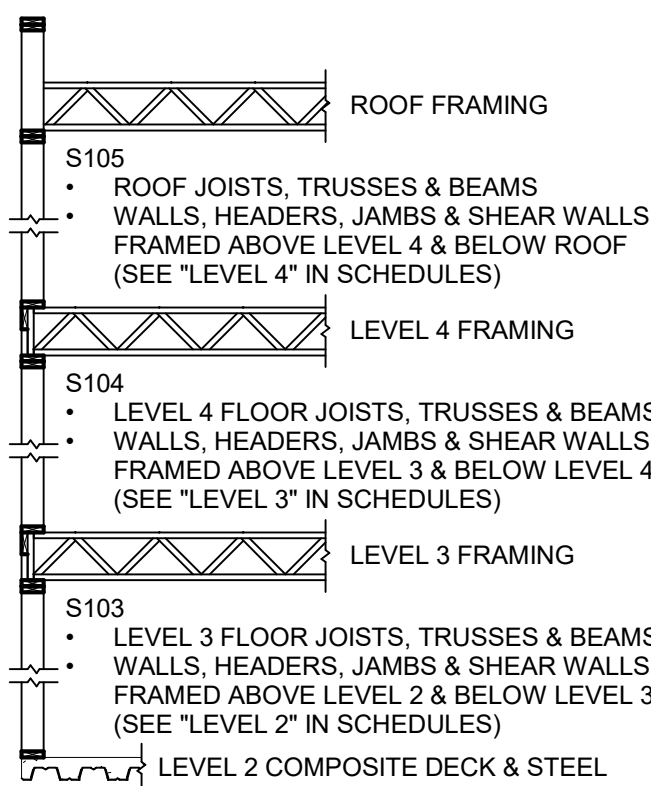 ROOF FRAMING
S105
• ROOF JOISTS, TRUSSES & BEAMS
• WALLS, HEADERS, JAMBS & SHEAR WALLS
FRAMED ABOVE LEVEL 4 & BELOW ROOF
(SEE "LEVEL 4" IN SCHEDULES)
LEVEL 4 FRAMING
S104
• LEVEL 4 FLOOR JOISTS, TRUSSES & BEAMS
• WALLS, HEADERS, JAMBS & SHEAR WALLS
FRAMED ABOVE LEVEL 3 & BELOW LEVEL 4
(SEE "LEVEL 3" IN SCHEDULES)
LEVEL 3 FRAMING
S103
• LEVEL 3 FLOOR JOISTS, TRUSSES & BEAMS
• WALLS, HEADERS, JAMBS & SHEAR WALLS
FRAMED ABOVE LEVEL 2 & BELOW LEVEL 3
(SEE "LEVEL 2" IN SCHEDULES)
LEVEL 2 COMPOSITE DECK & STEEL